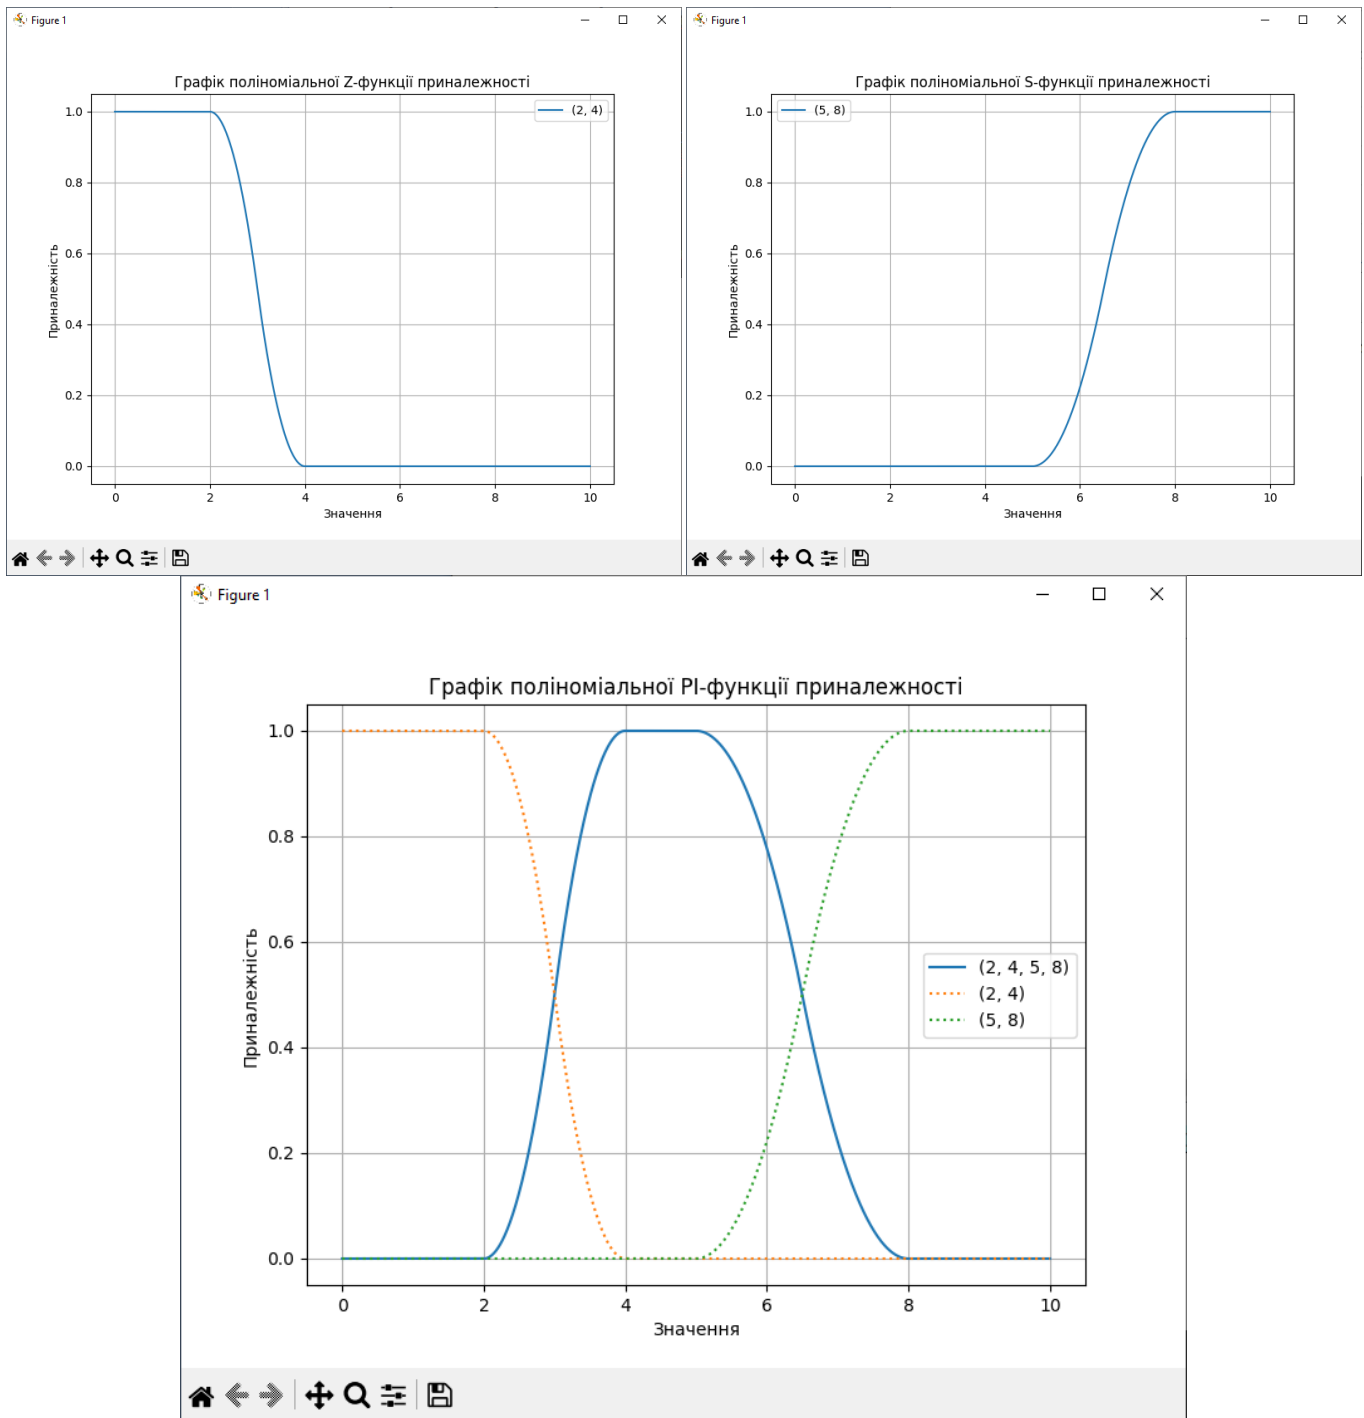 Figure 1
Графік поліноміальної Z-функції приналежності
(2, 4)
1.0
0.8
0.6
0.4
0.2
0.0
Приналежність
0 2 4 6 8 10
Значення
Figure 1
Графік поліноміальної S-функції приналежності
(5, 8)
1.0
0.8
0.6
0.4
0.2
0.0
Приналежність
0 2 4 6 8 10
Значення
Figure 1
Графік поліноміальної PI-функції приналежності
1.0
0.8
0.6
0.4
0.2
0.0
Приналежність
(2, 4, 5, 8)
(2, 4)
(5, 8)
0 2 4 6 8 10
Значення